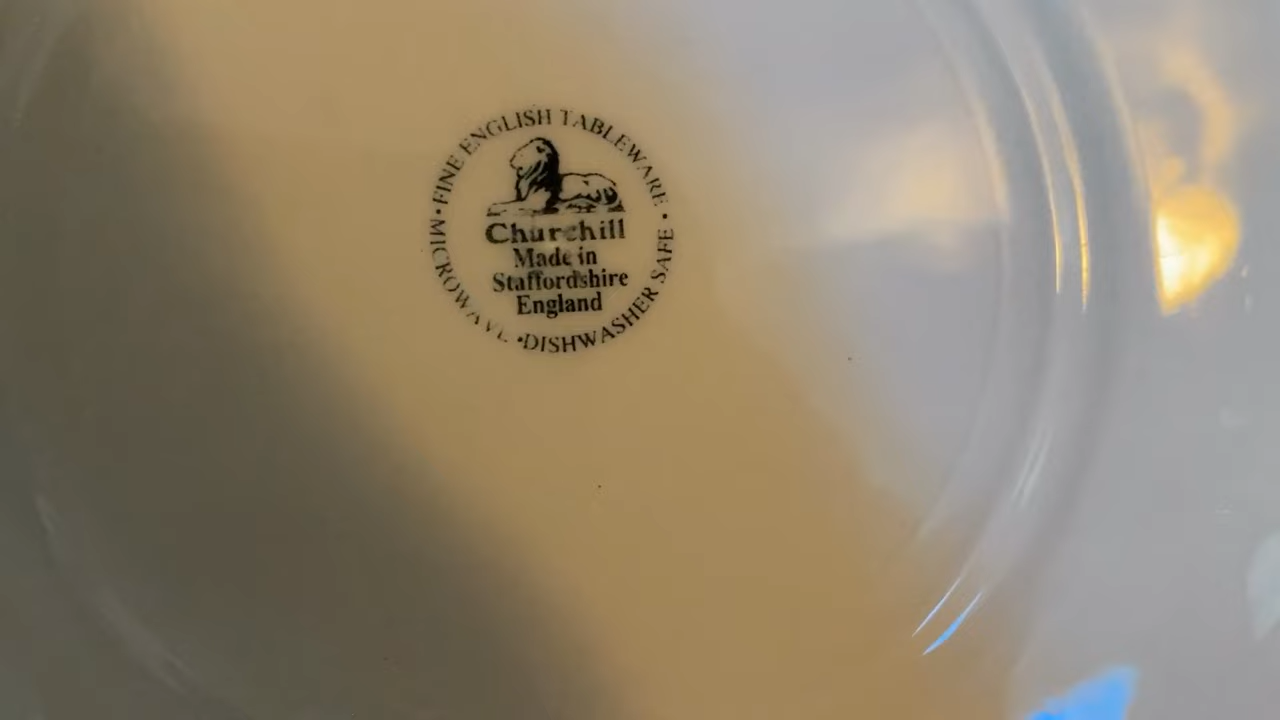 • FINE ENGLISH TABLEWARE •
Churchill
Made in
Staffordshire
England
MICROWAVE • DISHWASHER SAFE